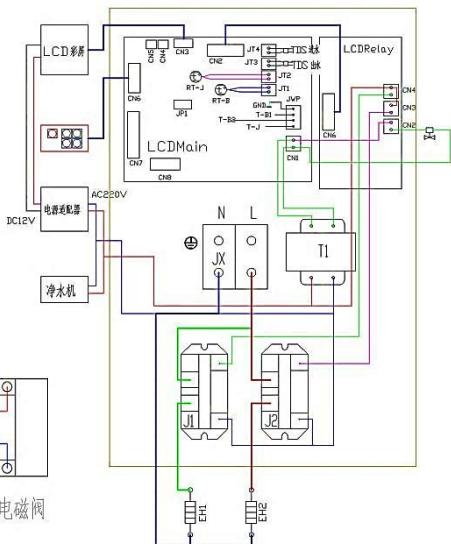 LCD彩屏
CN5
CN4
CN3
CN2
JT4
TDS 进水
JT3
TDS 出水
JT2
RT-J
JT1
RT-B
LCDRelay
CN6
JP1
GND
JWP
T-B1
T-B2
T-J
LCDMain
CN7
CN8
CN1
CN6
CN4
CN3
CN2
电源适配器
AC220V
DC12V
净水机
N L
JX
T1
J1
J2
EH1
EH2
电磁阀